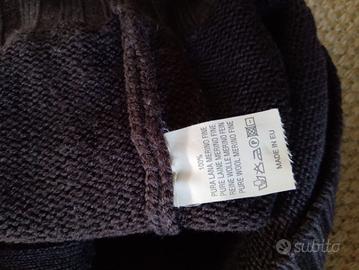 100%
PURA LANA MERINO FINE
PURE LAINE MERINO FINE
REINE WOLLE MERINO FEIN
PURE WOOL MERINO FINE
MADE IN EU
subito